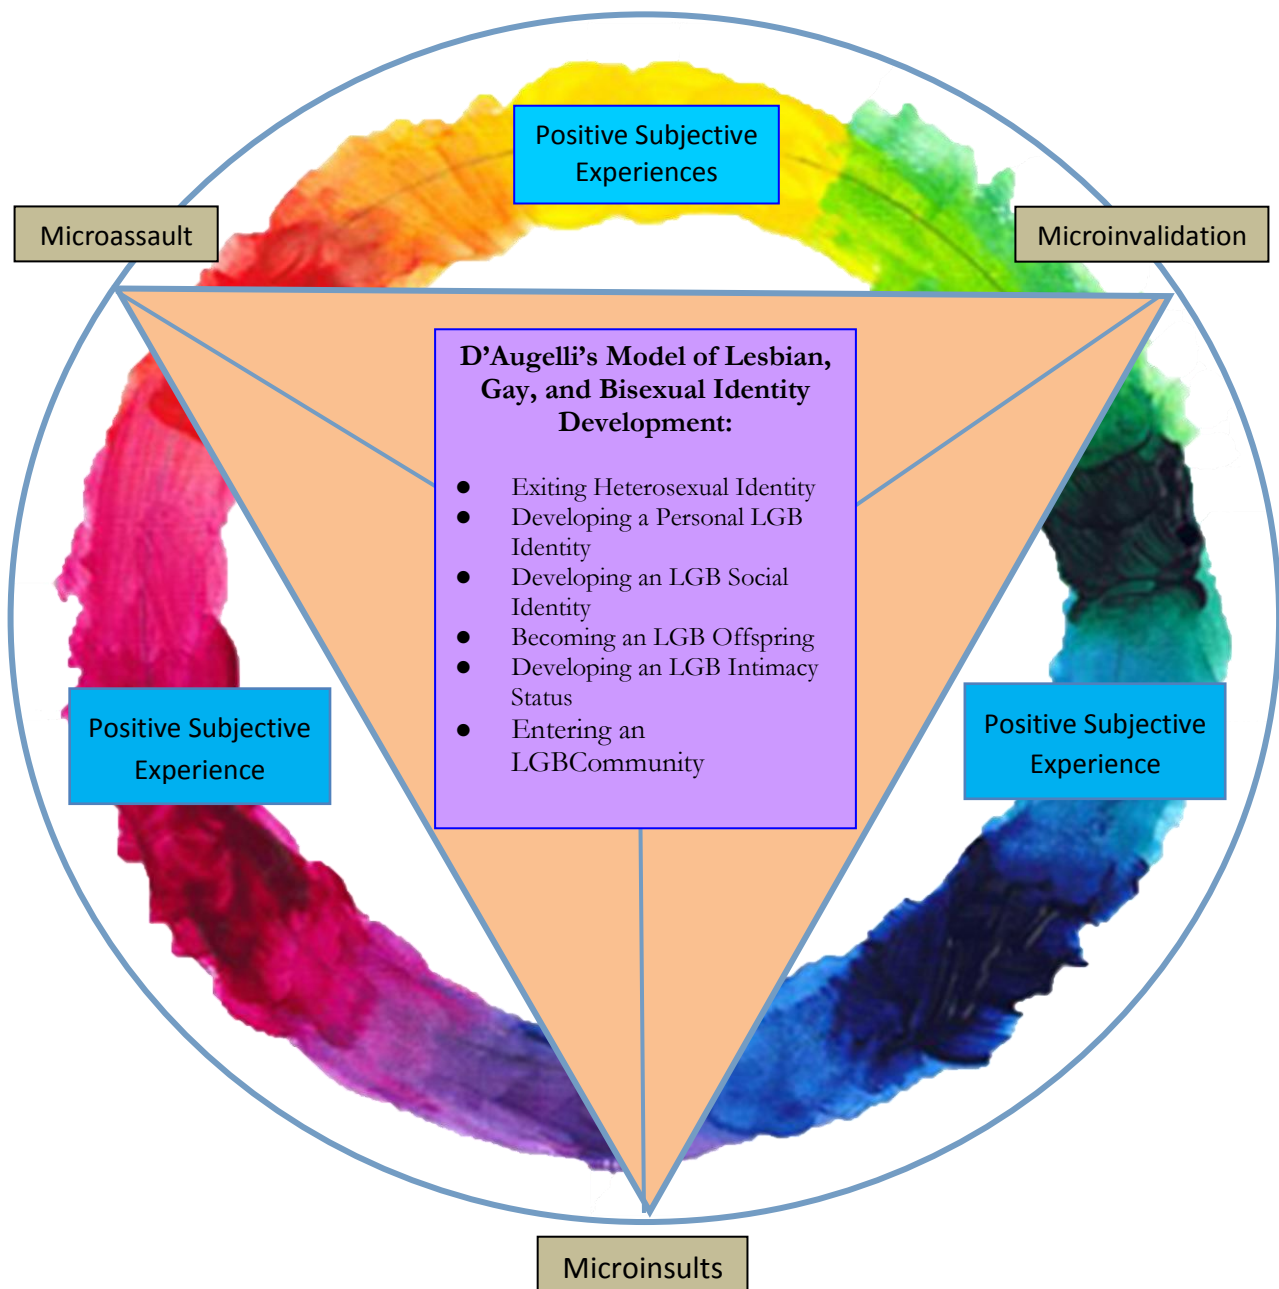 Positive Subjective
Experiences
Microassault
Microinvalidation
D’Augelli’s Model of Lesbian,
Gay, and Bisexual Identity
Development:
● Exiting Heterosexual Identity
● Developing a Personal LGB
Identity
● Developing an LGB Social
Identity
● Becoming an LGB Offspring
● Developing an LGB Intimacy
Status
● Entering an
LGBCommunity
Positive Subjective
Experience
Positive Subjective
Experience
Microinsults